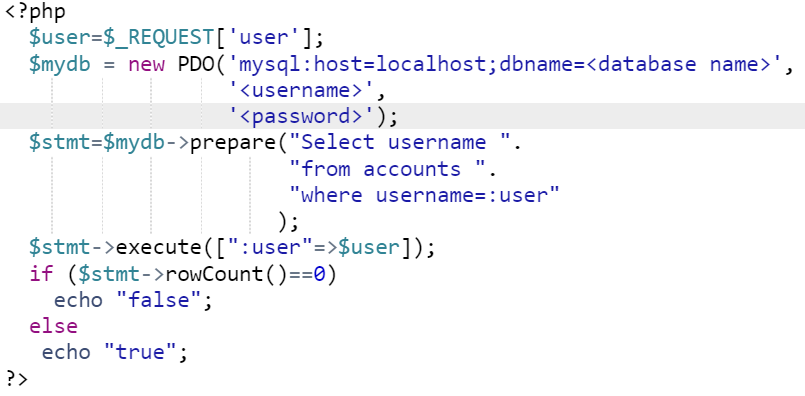 <?php
  $user=$_REQUEST['user'];
  $mydb = new PDO('mysql:host=localhost;dbname=<database name>',
                  '<username>',
                  '<password>');
  $stmt=$mydb->prepare("Select username ".
                       "from accounts ".
                       "where username=:user"
                      );
  $stmt->execute([":user"=>$user]);
  if ($stmt->rowCount()==0)
    echo "false";
  else
   echo "true";
?>